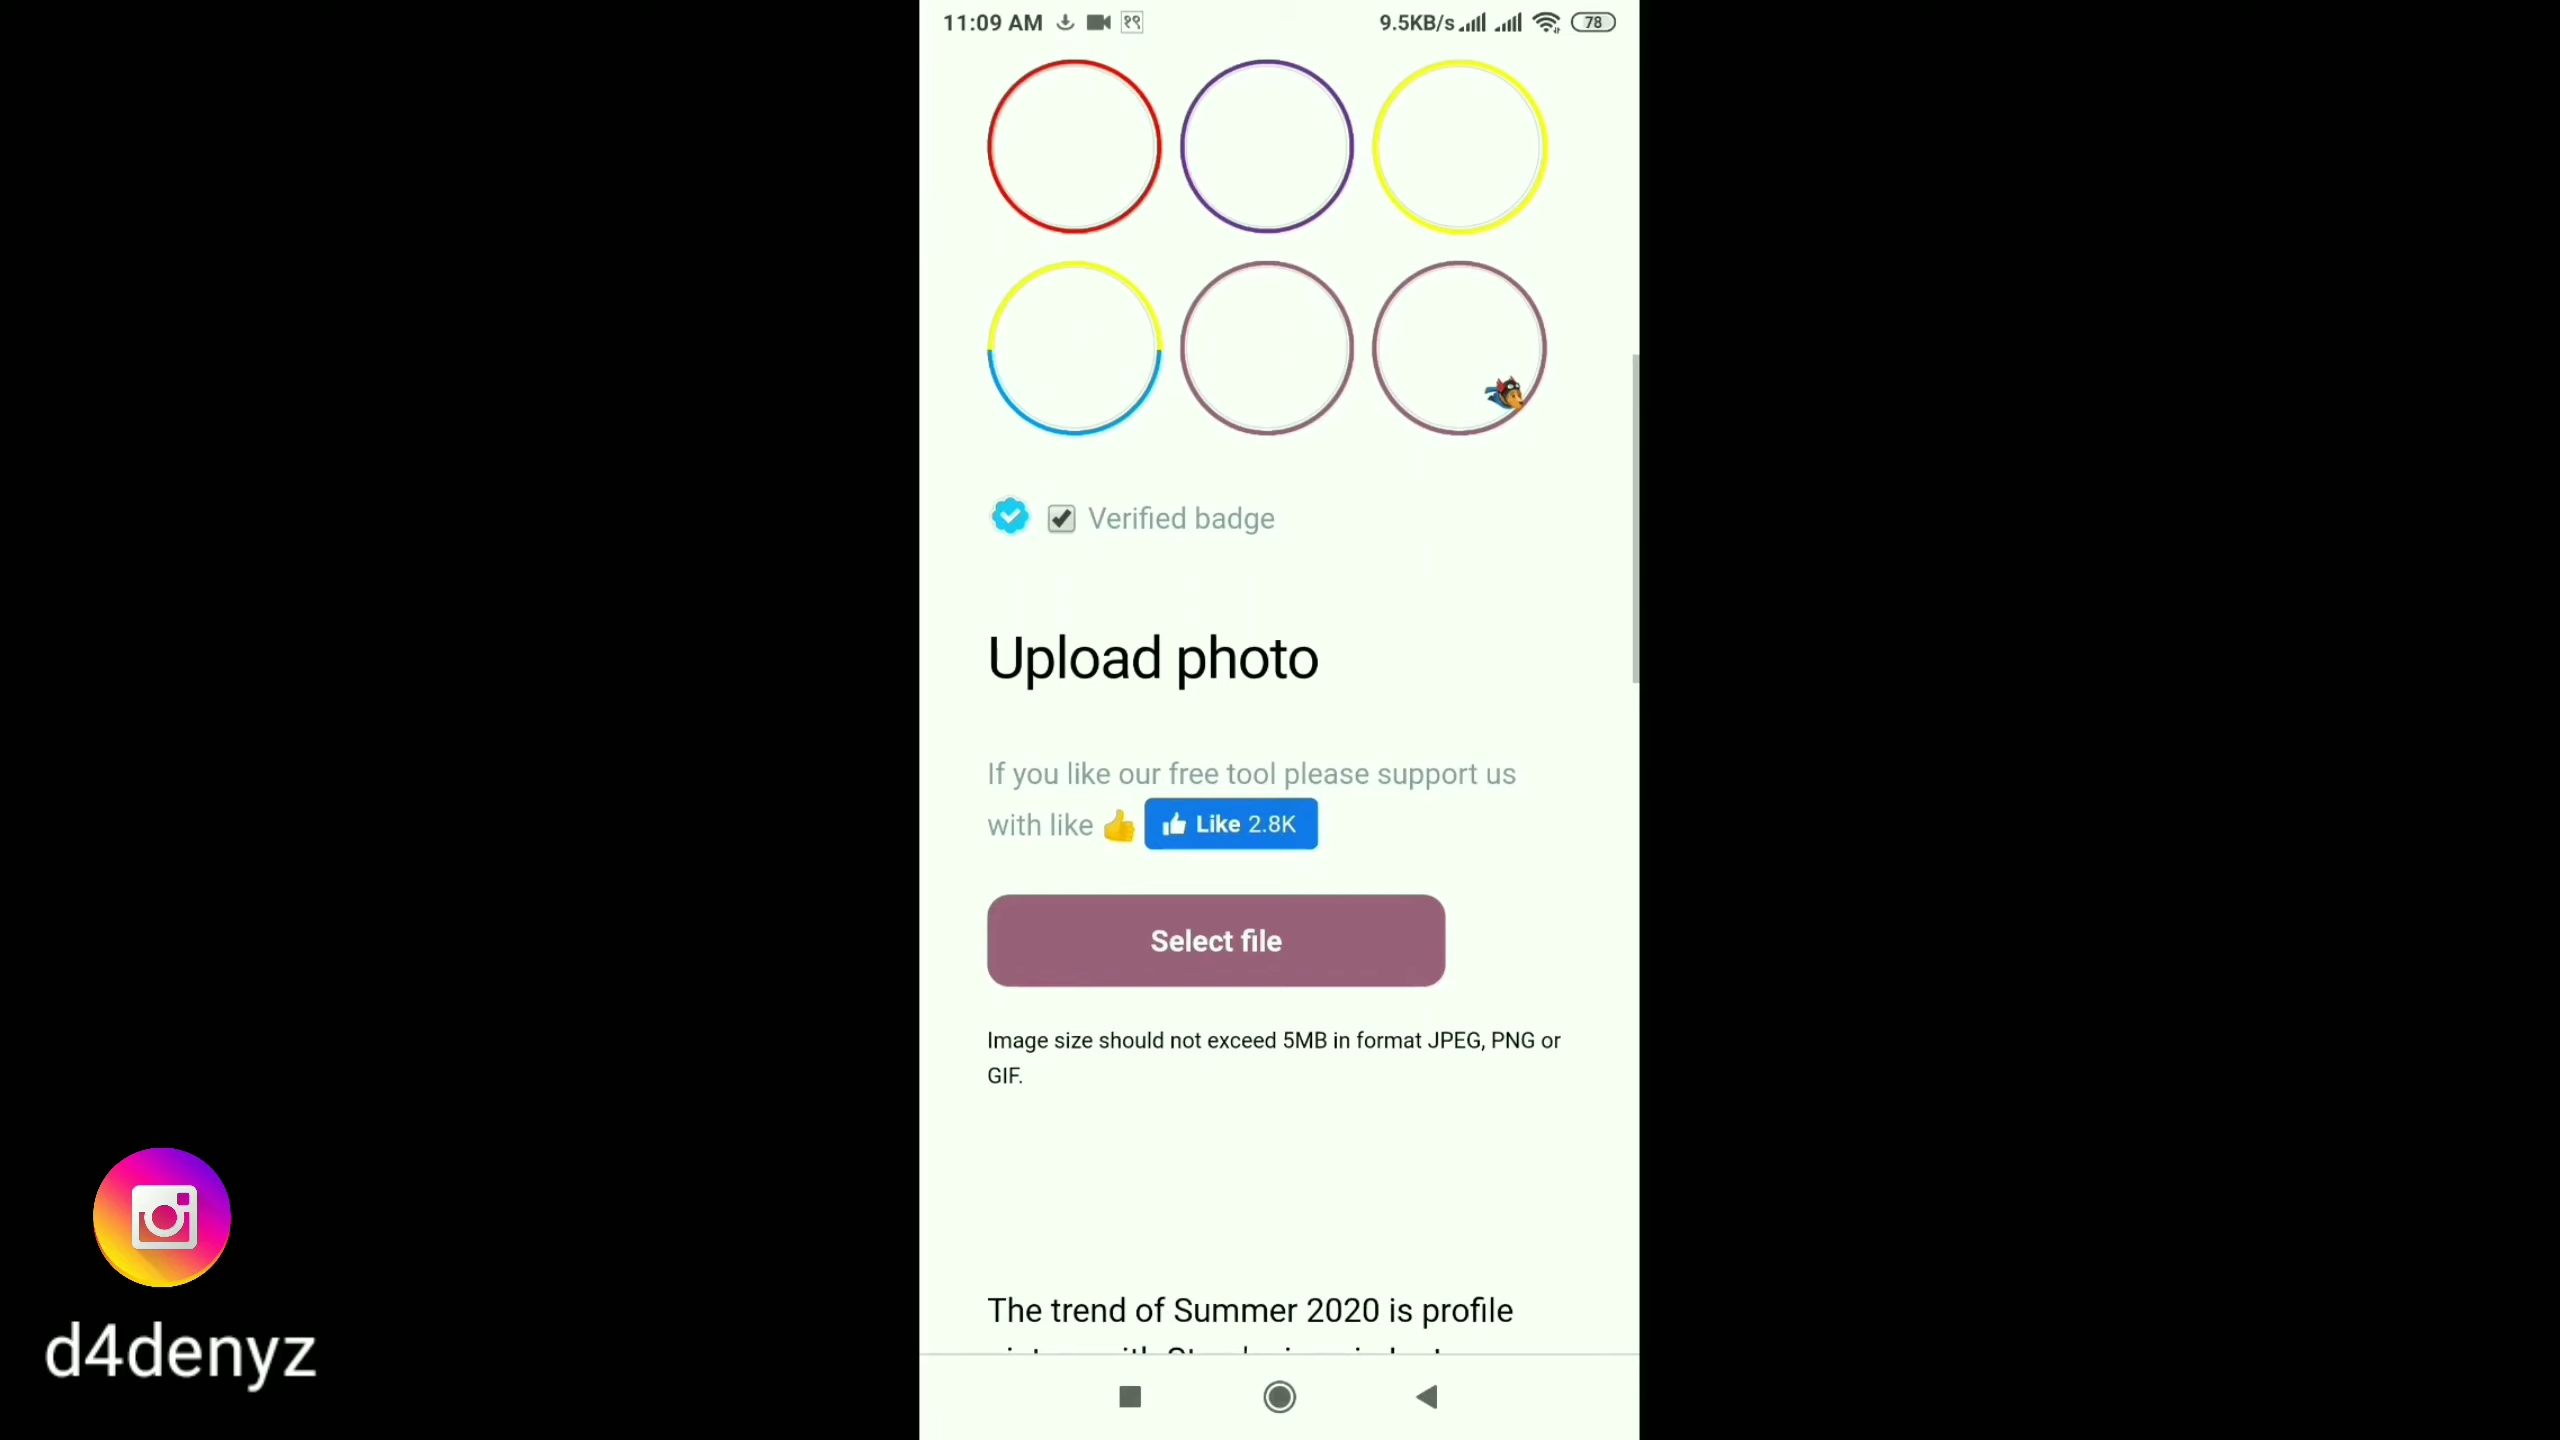 11:09 AM १९ 9.5KB/s 78
Verified badge
Upload photo
If you like our free tool please support us
with like 👍 Like 2.8K
Select file
Image size should not exceed 5MB in format JPEG, PNG or
GIF.
The trend of Summer 2020 is profile
d4denyz